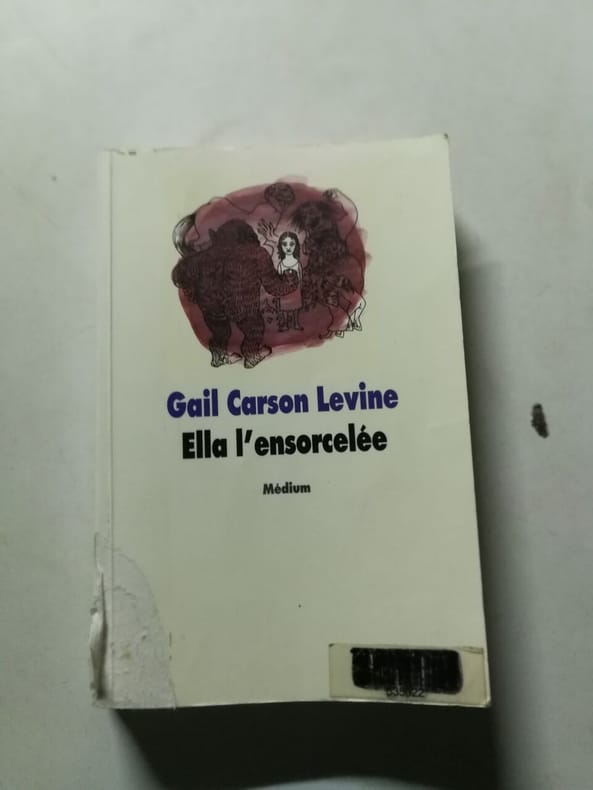 Gail Carson Levine
Ella l'ensorcelée
Médium